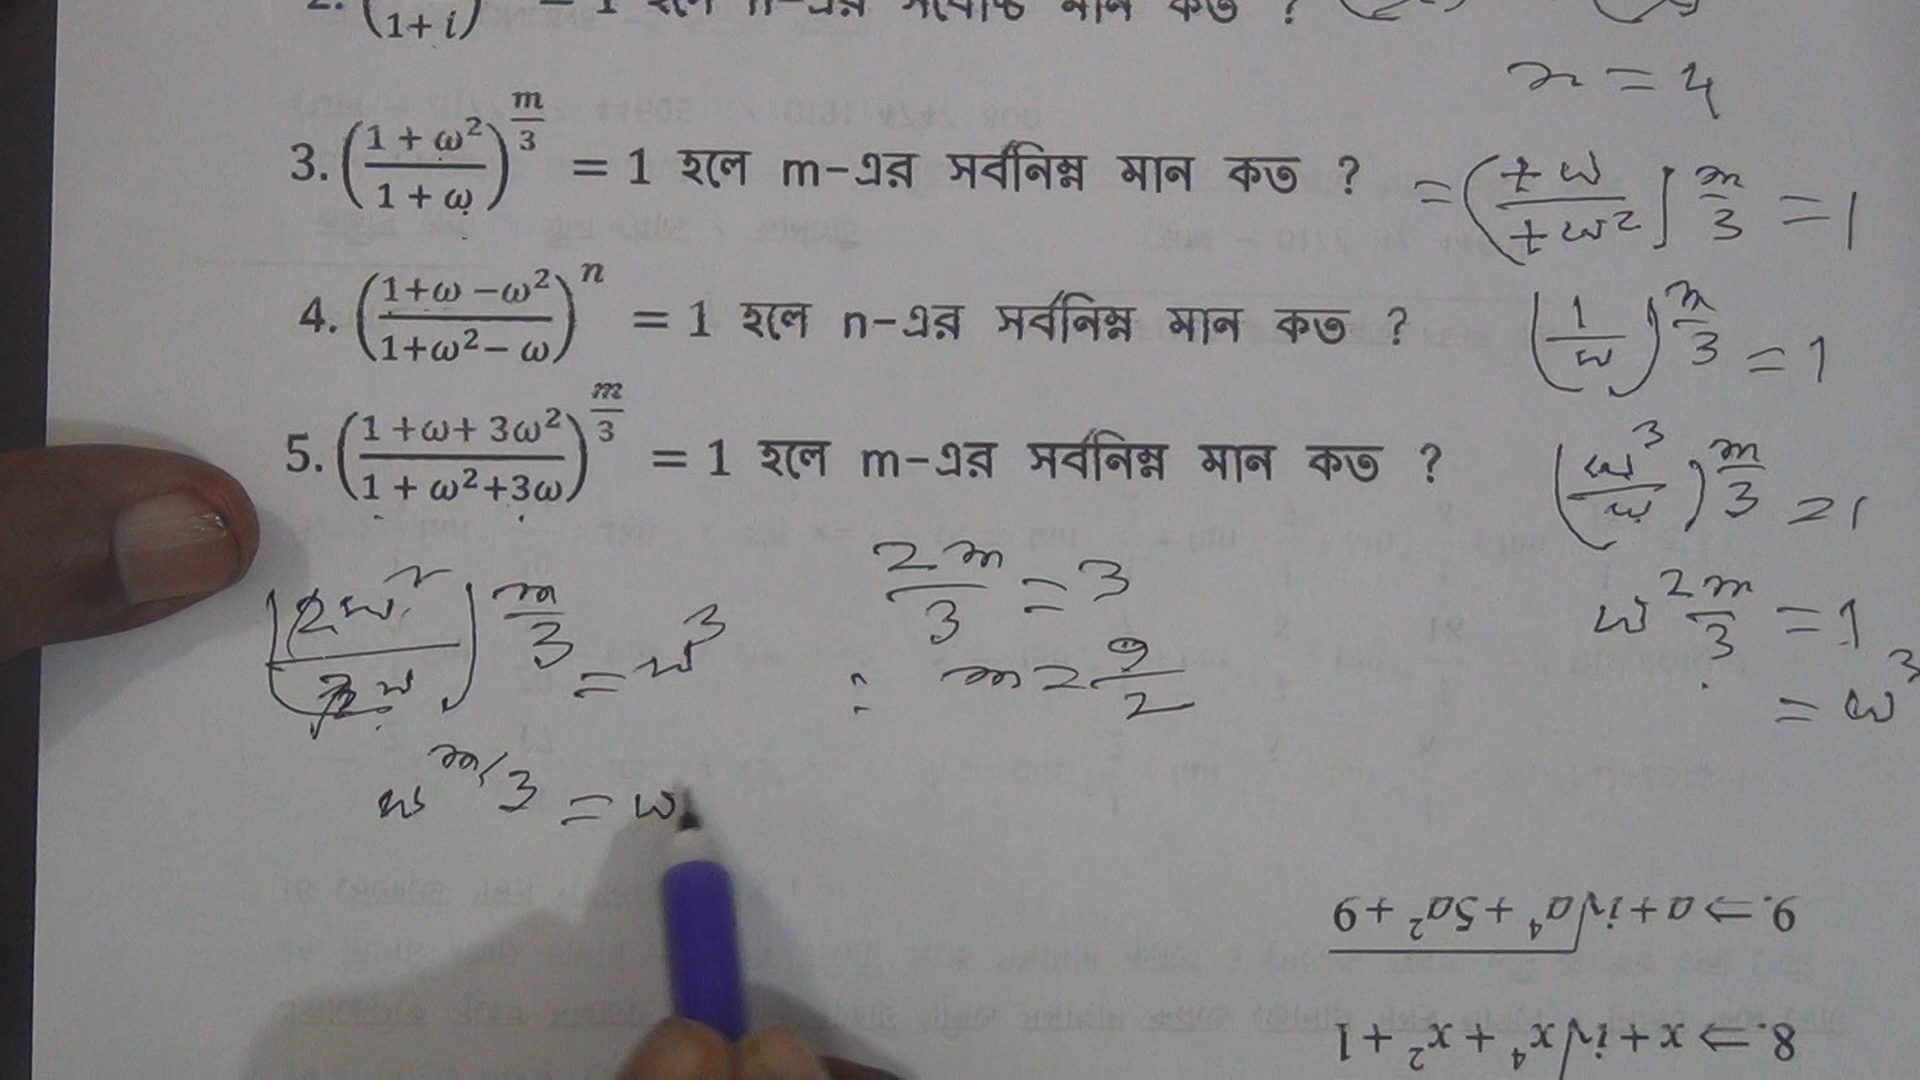 (1+ i)
n = 4
3. ((1 + ω²)/(1 + ω))^(m/3) = 1 হলে m-এর সর্বনিম্ন মান কত ?
= (+ω/+ω²)^(m/3) = 1
4. ((1+ω −ω²)/(1+ω²− ω))^n = 1 হলে n-এর সর্বনিম্ন মান কত ?
(1/ω)^(m/3) = 1
5. ((1 +ω+ 3ω²)/(1 + ω²+3ω))^(m/3) = 1 হলে m-এর সর্বনিম্ন মান কত ?
(ω³/ω)^(m/3) = 1
(2ω²/2ω)^(m/3) = ω³
2m/3 = 3
ω^(2m/3) = 1
∴ m = 9/2
= ω³
ω^(m/3) = ω
9. ⇒ a + i√(a⁴ + 5a² + 9)
8. ⇒ x + i√(x⁴ + x² + 1)